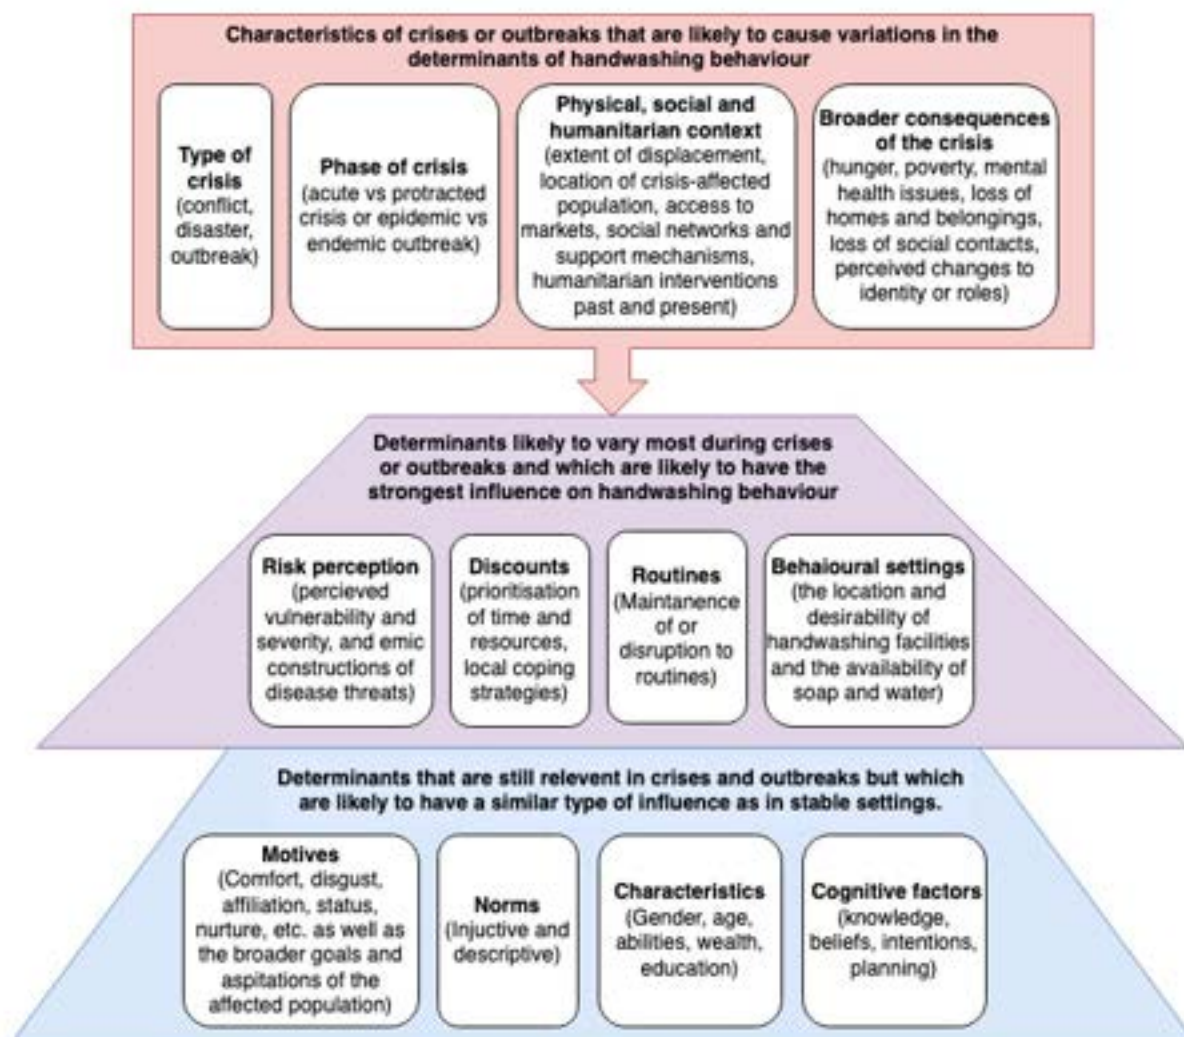 Characteristics of crises or outbreaks that are likely to cause variations in the
determinants of handwashing behaviour
Type of
crisis
(conflict,
disaster,
outbreak)
Phase of crisis
(acute vs protracted
crisis or epidemic vs
endemic outbreak)
Physical, social and
humanitarian context
(extent of displacement,
location of crisis-affected
population, access to
markets, social networks and
support mechanisms,
humanitarian interventions
past and present)
Broader consequences
of the crisis
(hunger, poverty, mental
health issues, loss of
homes and belongings,
loss of social contacts,
perceived changes to
identity or roles)
Determinants likely to vary most during crises
or outbreaks and which are likely to have the
strongest influence on handwashing behaviour
Risk perception
(percieved
vulnerability and
severity, and emic
constructions of
disease threats)
Discounts
(prioritisation
of time and
resources,
local coping
strategies)
Routines
(Maintanence
of or
disruption to
routines)
Behaioural settings
(the location and
desirability of
handwashing facilities
and the availability of
soap and water)
Determinants that are still relevent in crises and outbreaks but which
are likely to have a similar type of influence as in stable settings.
Motives
(Comfort, disgust,
affiliation, status,
nurture, etc. as well as
the broader goals and
aspitations of the
affected population)
Norms
(Injuctive and
descriptive)
Characteristics
(Gender, age,
abilities, wealth,
education)
Cognitive factors
(knowledge,
beliefs, intentions,
planning)